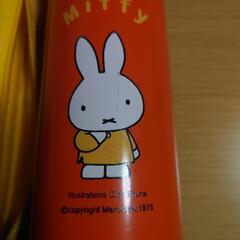 Miffy
Illustrations Dick Bruna
©copyright Mercis bv, 1975